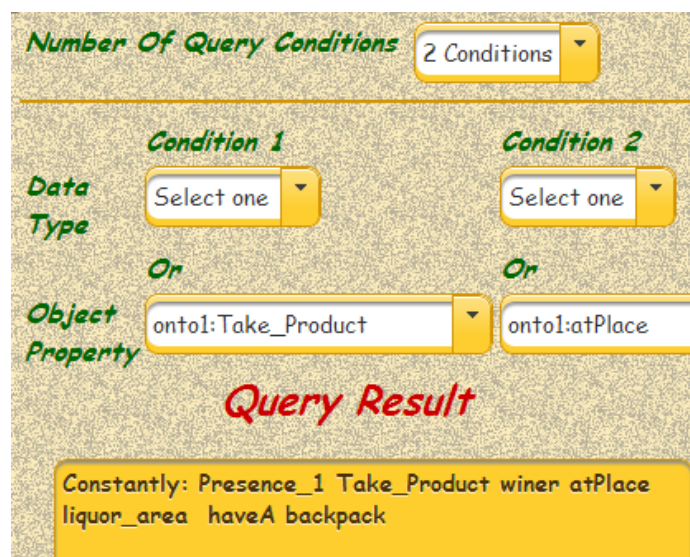 Number Of Query Conditions 2 Conditions
Condition 1 Condition 2
Data Type Select one Select one
Or Or
Object Property onto1:Take_Product onto1:atPlace
Query Result
Constantly: Presence_1 Take_Product winer atPlace
liquor_area haveA backpack